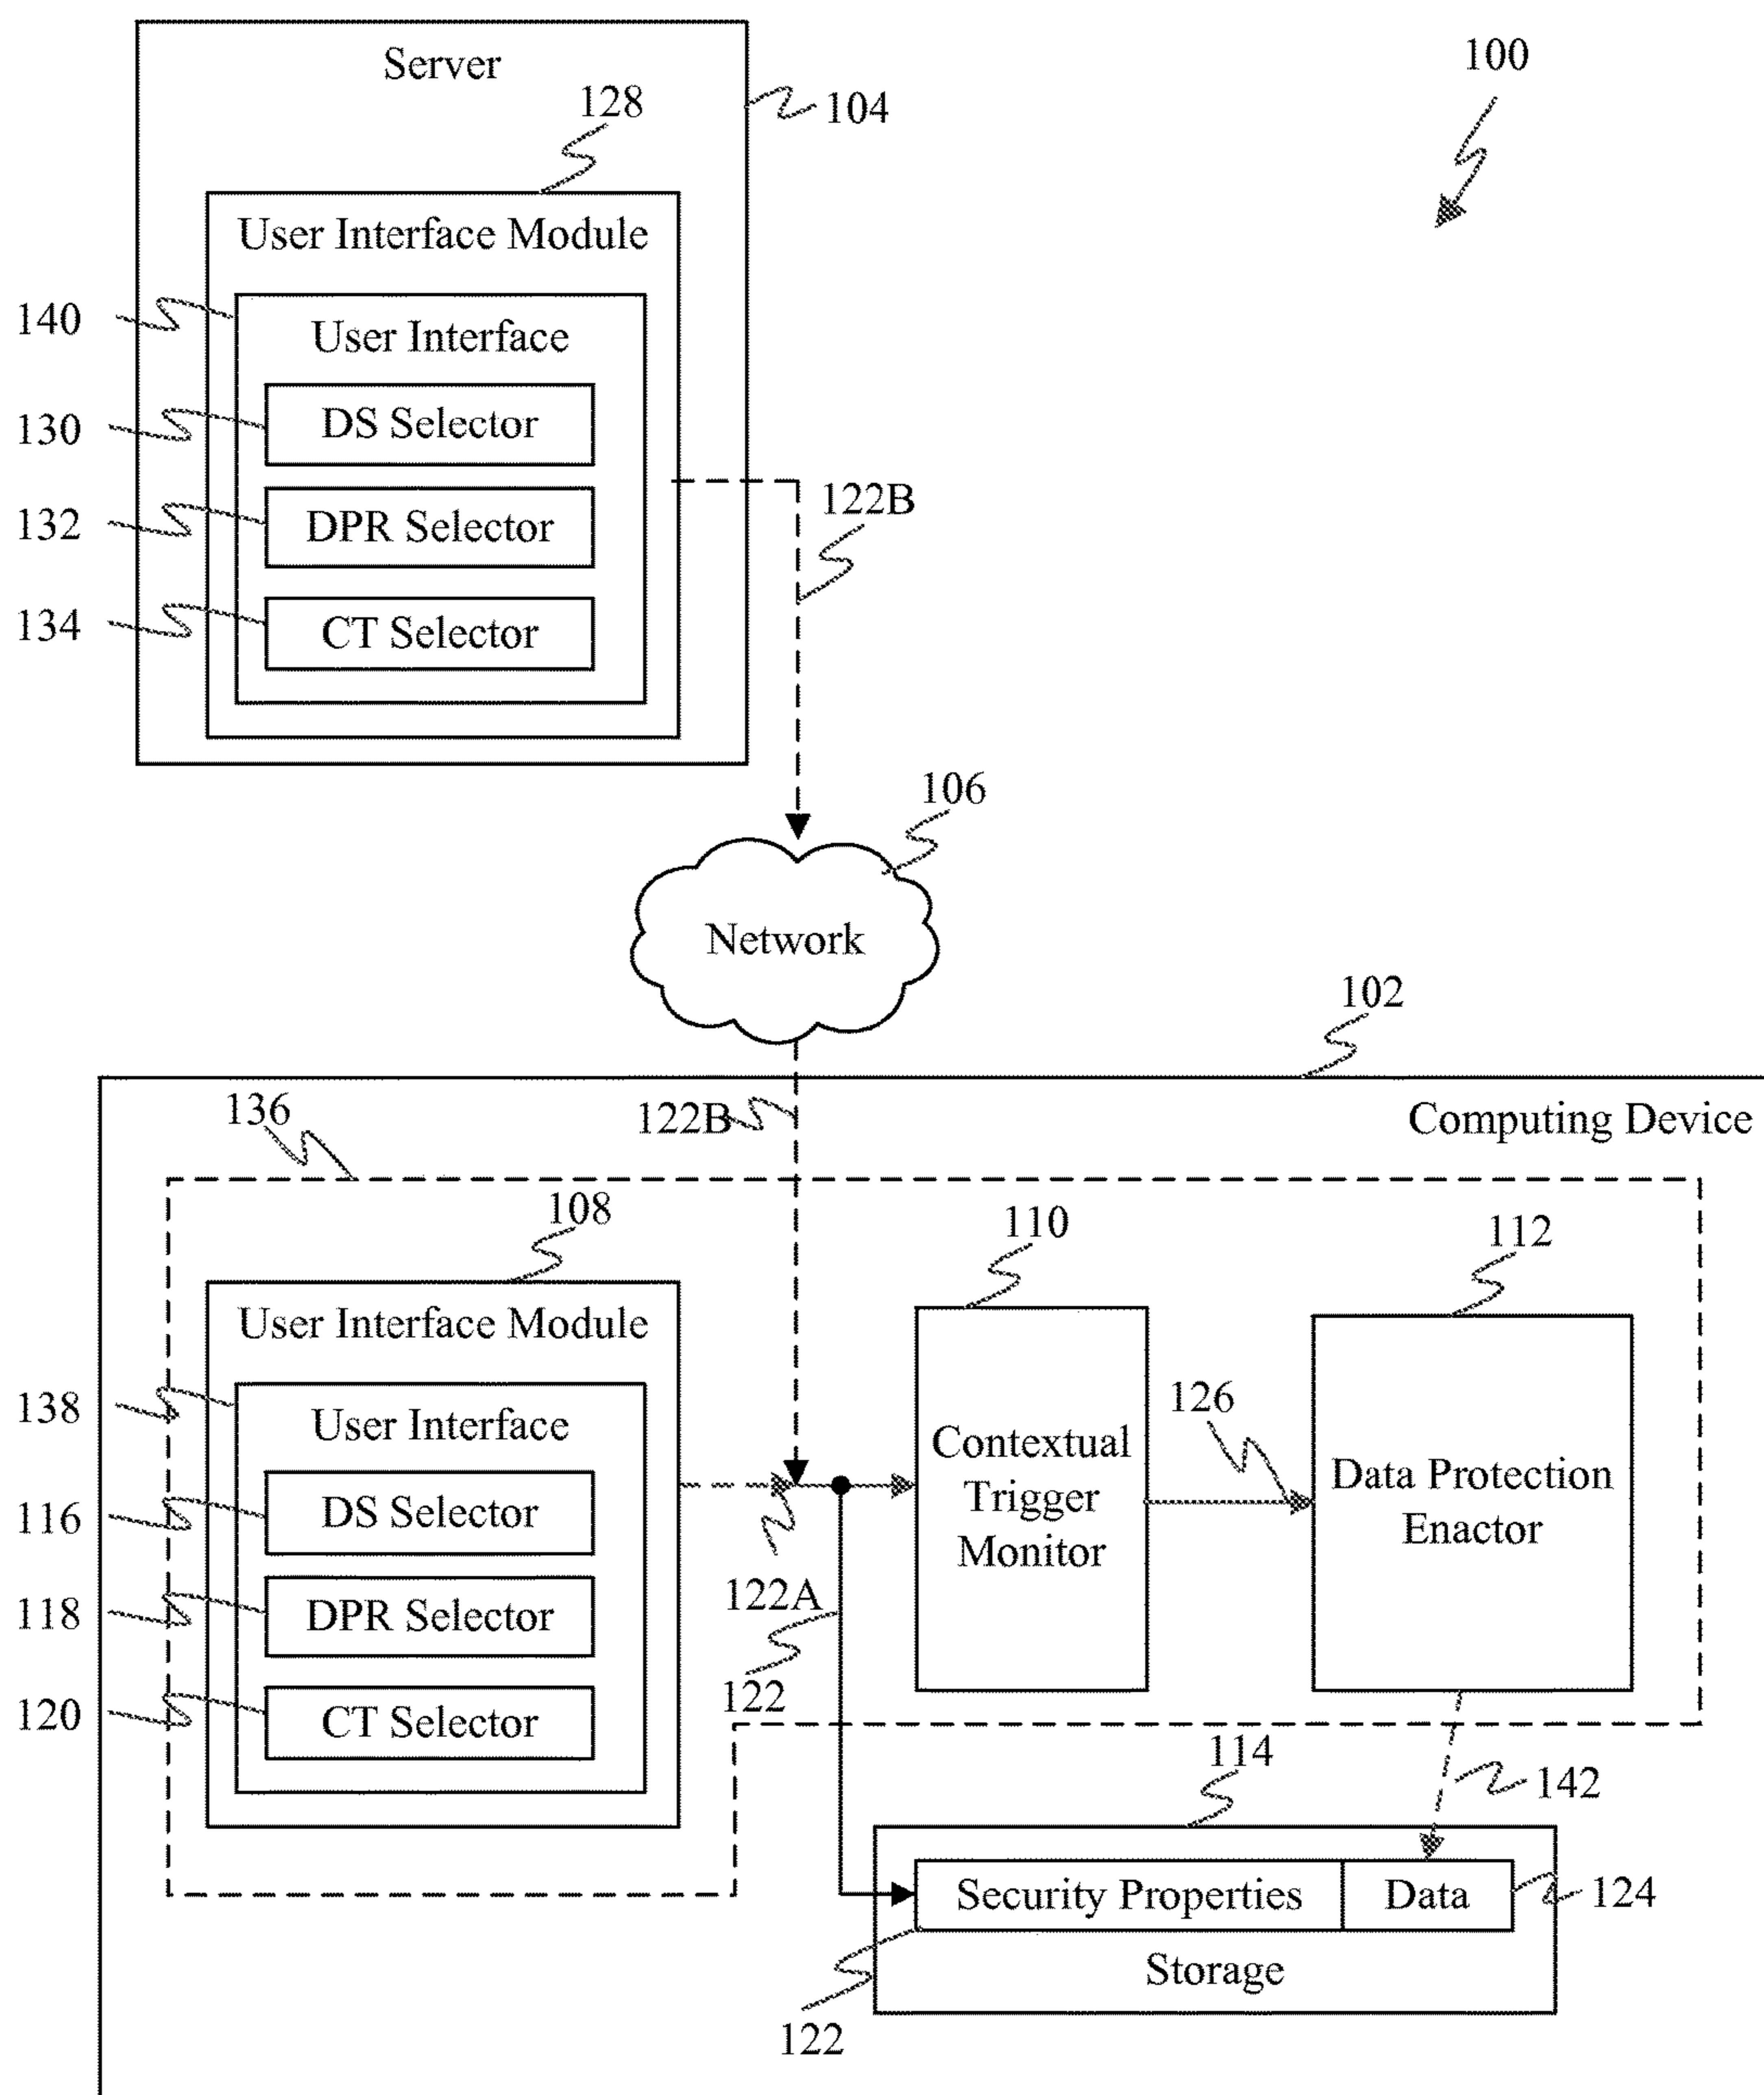 Server
100
104
128
User Interface Module
140
User Interface
130
DS Selector
122B
132
DPR Selector
134
CT Selector
106
Network
102
136
122B
Computing Device
108
110
112
User Interface Module
138
User Interface
126
Contextual
Trigger
Monitor
Data Protection
Enactor
116
DS Selector
122A
118
DPR Selector
122
120
CT Selector
114
142
Security Properties
Data
124
Storage
122